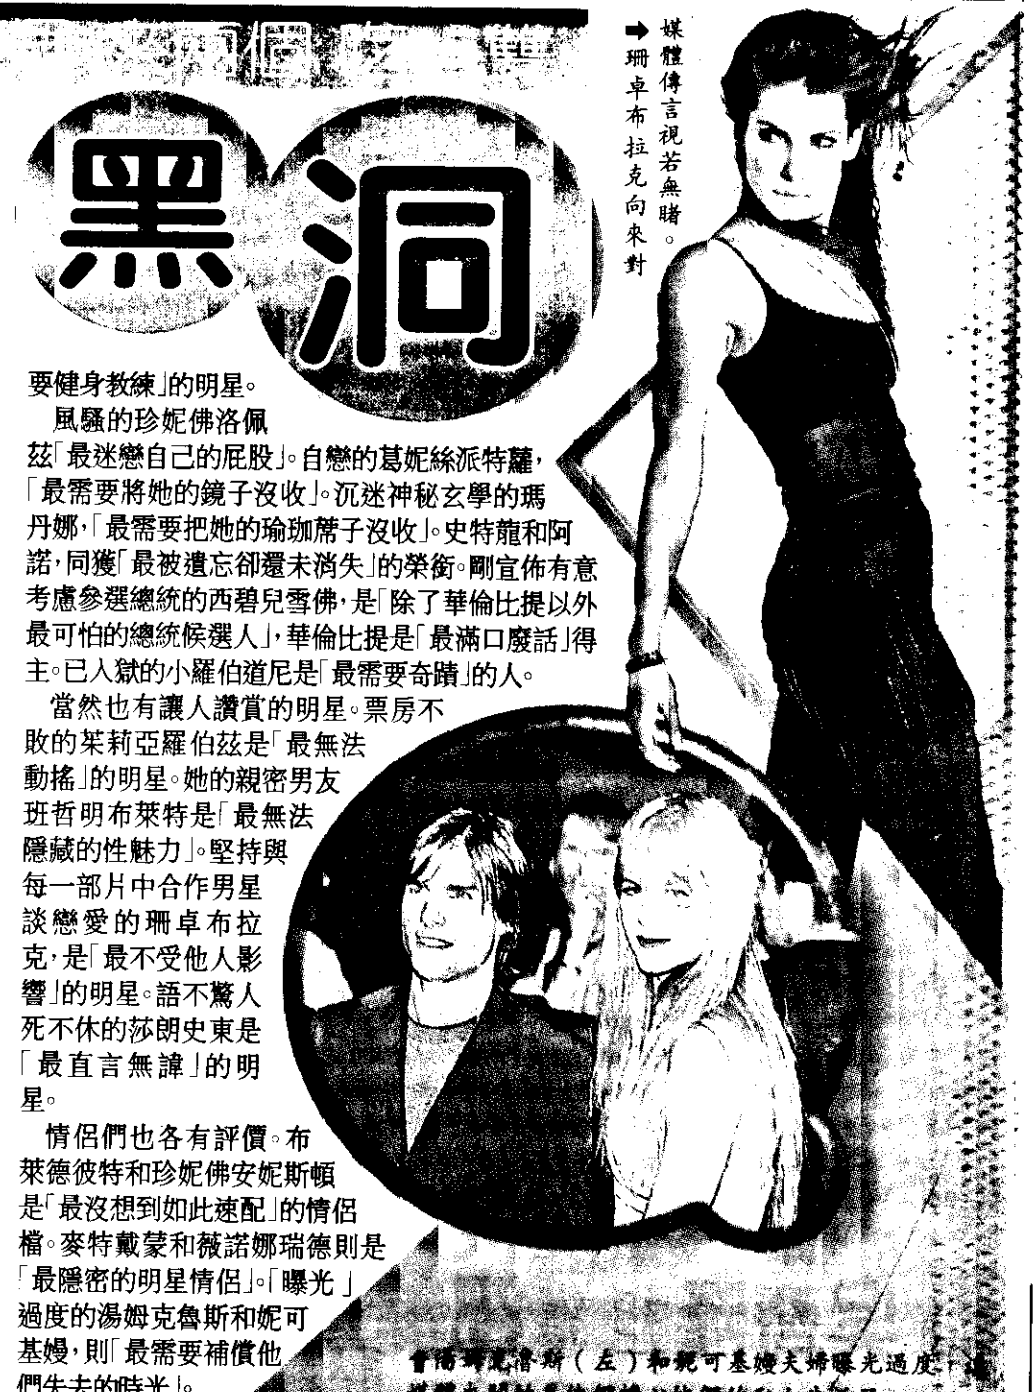 黑洞
媒體傳言視若無睹。
➡珊卓布拉克向來對
要健身教練」的明星。
風騷的珍妮佛洛佩
茲「最迷戀自己的屁股」。自戀的葛妮絲派特蘿,
「最需要將她的鏡子沒收」。沉迷神秘玄學的瑪
丹娜,「最需要把她的瑜珈蓆子沒收」。史特龍和阿
諾,同獲「最被遺忘卻還未消失」的榮銜。剛宣佈有意
考慮參選總統的西碧兒雪佛,是「除了華倫比提以外
最可怕的總統候選人」,華倫比提是「最滿口廢話」得
主。已入獄的小羅伯道尼是「最需要奇蹟」的人。
當然也有讓人讚賞的明星。票房不
敗的茱莉亞羅伯茲是「最無法
動搖」的明星。她的親密男友
班哲明布萊特是「最無法
隱藏的性魅力」。堅持與
每一部片中合作男星
談戀愛的珊卓布拉
克,是「最不受他人影
響」的明星。語不驚人
死不休的莎朗史東是
「最直言無諱」的明
星。
情侶們也各有評價。布
萊德彼特和珍妮佛安妮斯頓
是「最沒想到如此速配」的情侶
檔。麥特戴蒙和薇諾娜瑞德則是
「最隱密的明星情侶」。「曝光」
過度的湯姆克魯斯和妮可
基嫚,則「最需要補償他
們失去的時光」。
湯姆克魯斯(左)和妮可基嫚夫婦曝光過度